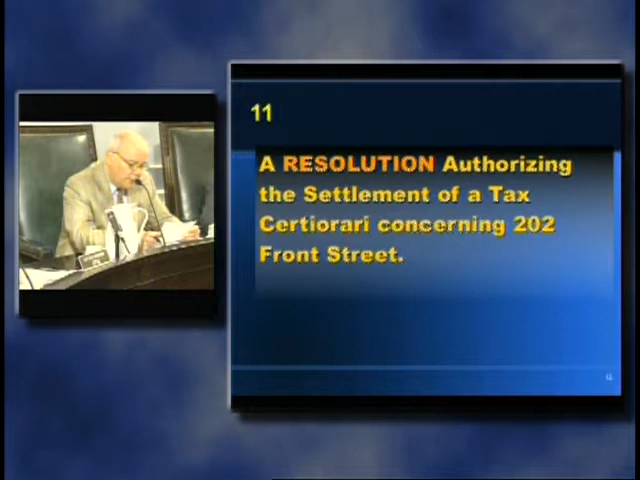 11
A RESOLUTION Authorizing
the Settlement of a Tax
Certiorari concerning 202
Front Street.